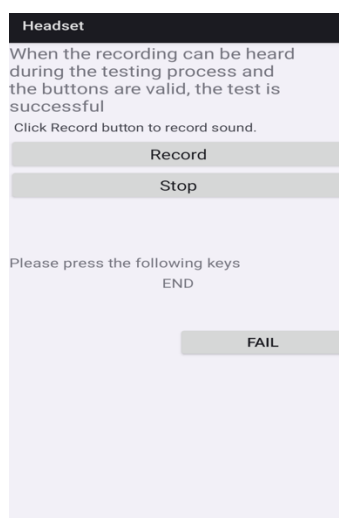 Headset
When the recording can be heard
during the testing process and
the buttons are valid, the test is
successful
Click Record button to record sound.
Record
Stop
Please press the following keys
END
FAIL